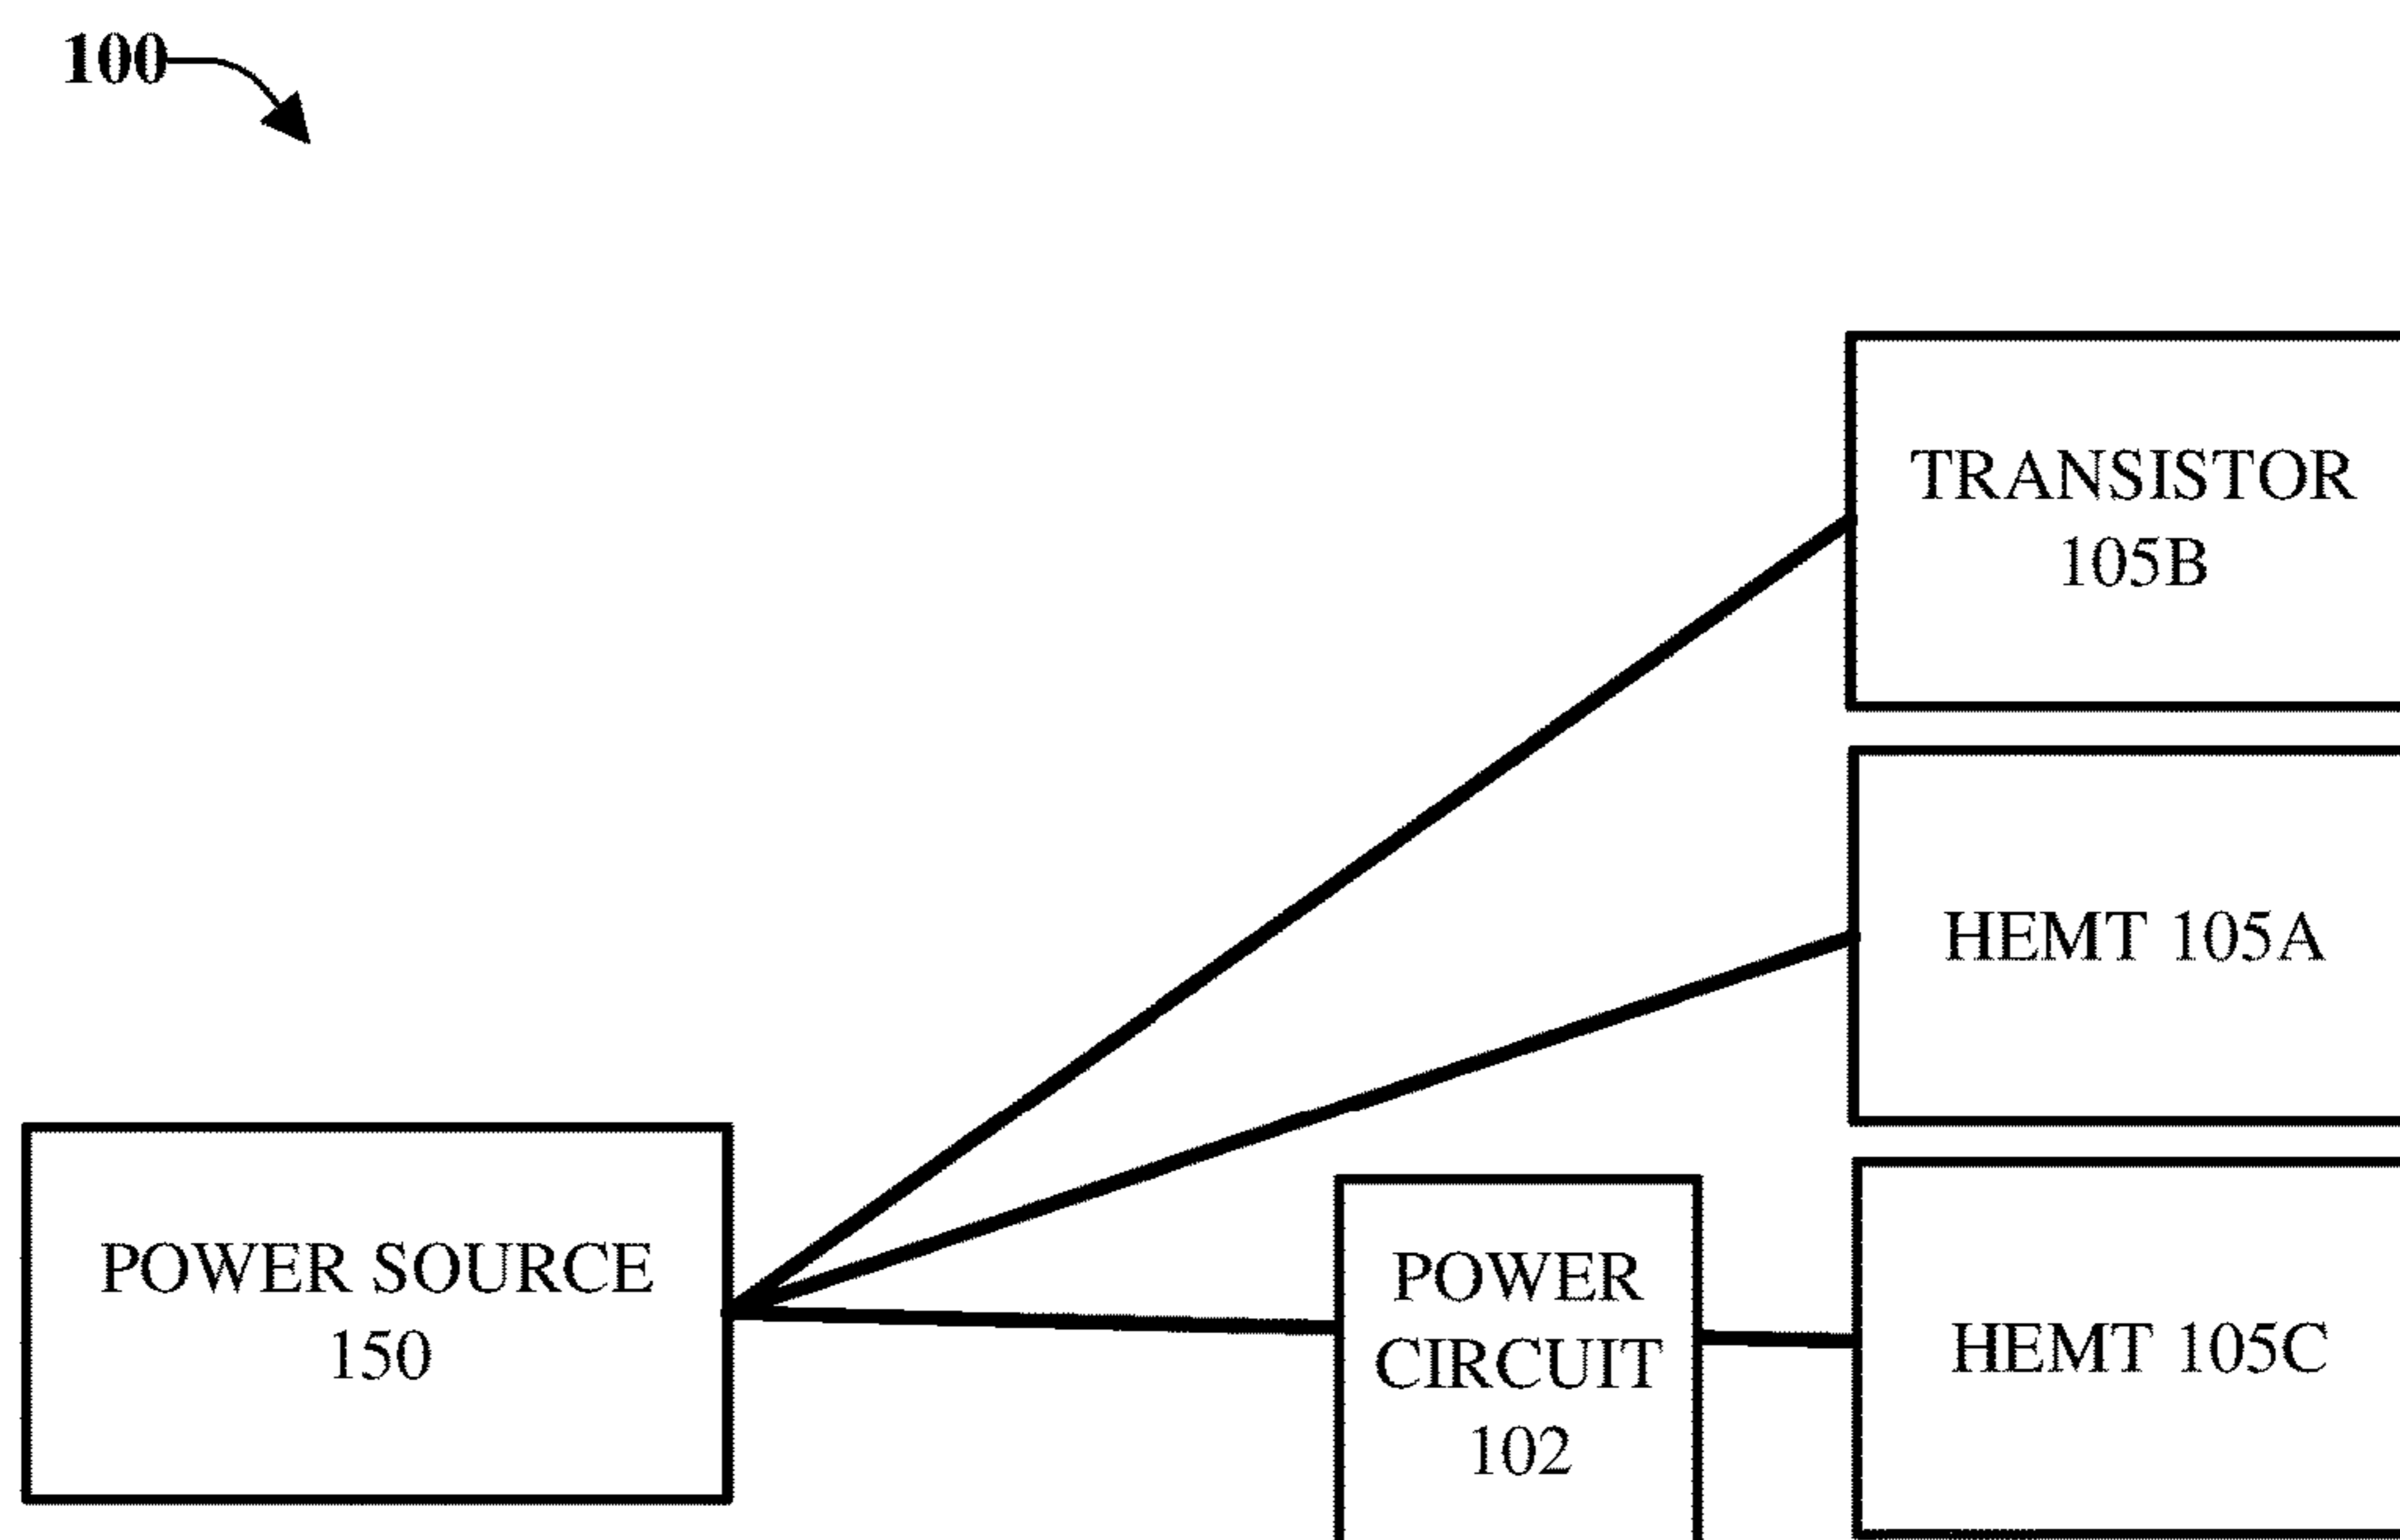 100
TRANSISTOR
105B
HEMT 105A
POWER SOURCE
150
POWER
CIRCUIT
102
HEMT 105C